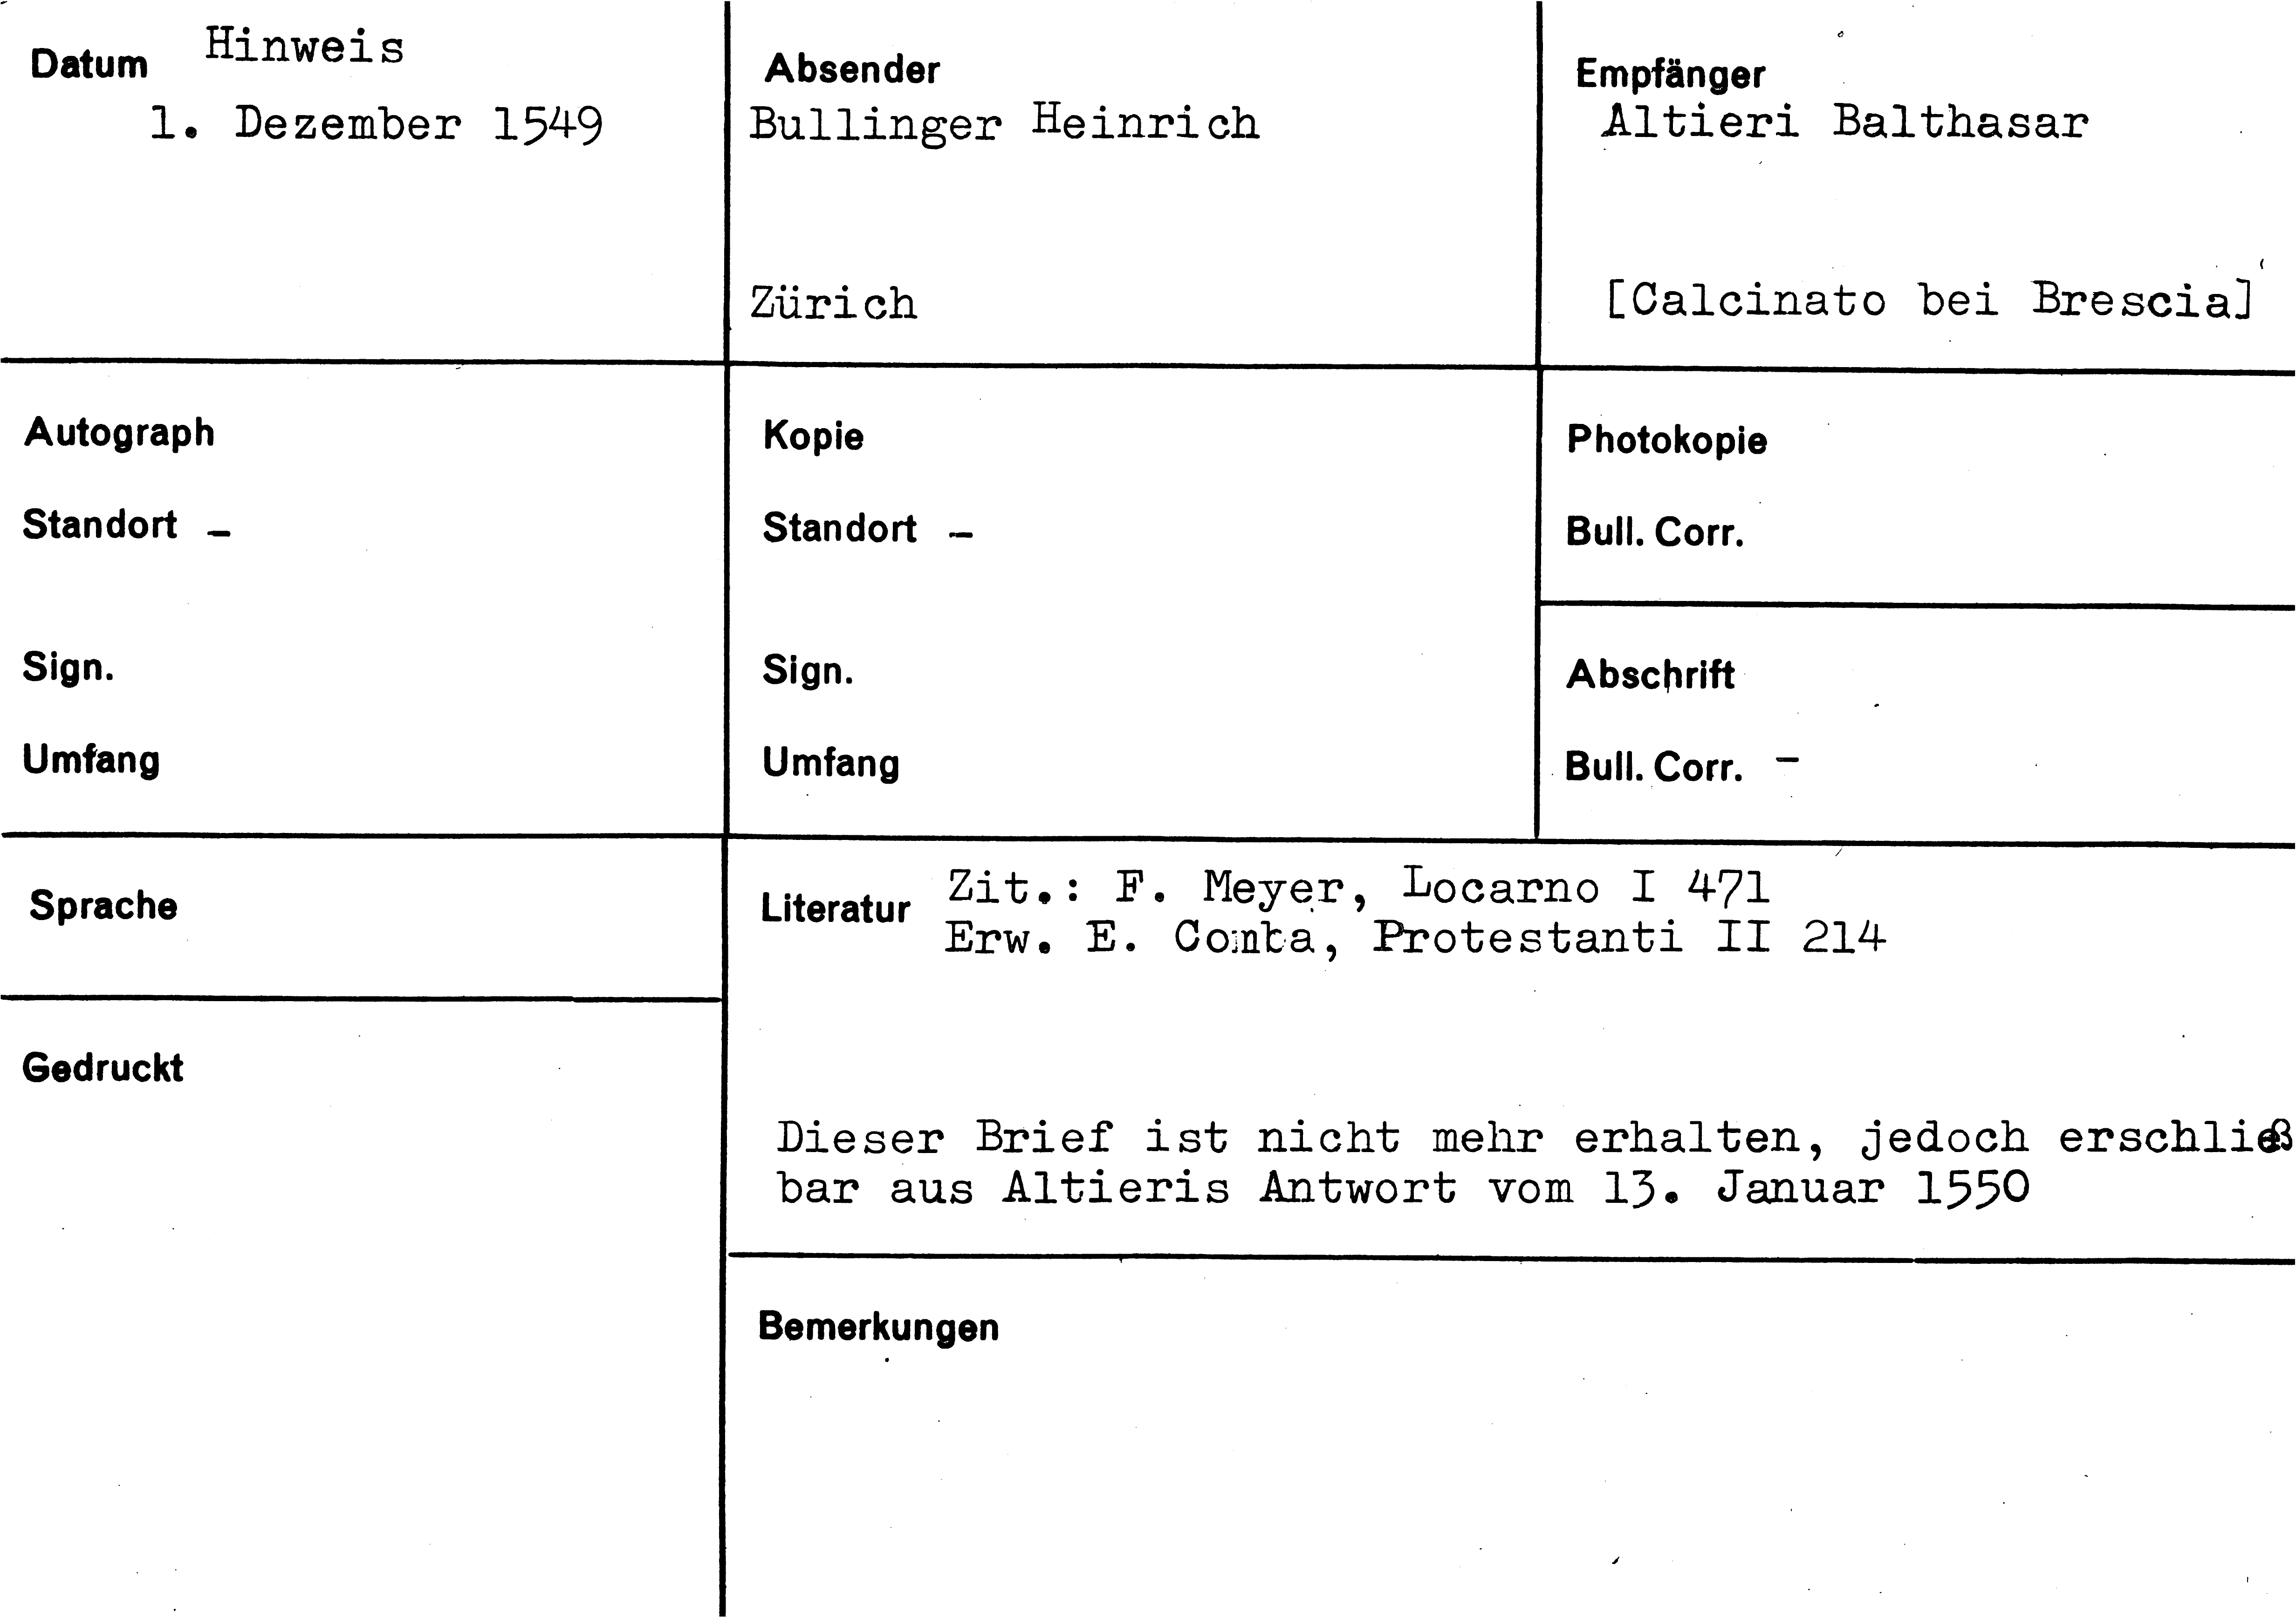 Datum Hinweis
1. Dezember 1549
Absender
Bullinger Heinrich
Zürich
Empfänger
Altieri Balthasar
[Calcinato bei Brescia]
Autograph
Standort –
Sign.
Umfang
Kopie
Standort –
Sign.
Umfang
Photokopie
Bull. Corr.
Abschrift
Bull. Corr. –
Sprache
Gedruckt
Literatur Zit.: F. Meyer, Locarno I 471
Erw. E. Comba, Protestanti II 214
Dieser Brief ist nicht mehr erhalten, jedoch erschließ
bar aus Altieris Antwort vom 13. Januar 1550
Bemerkungen